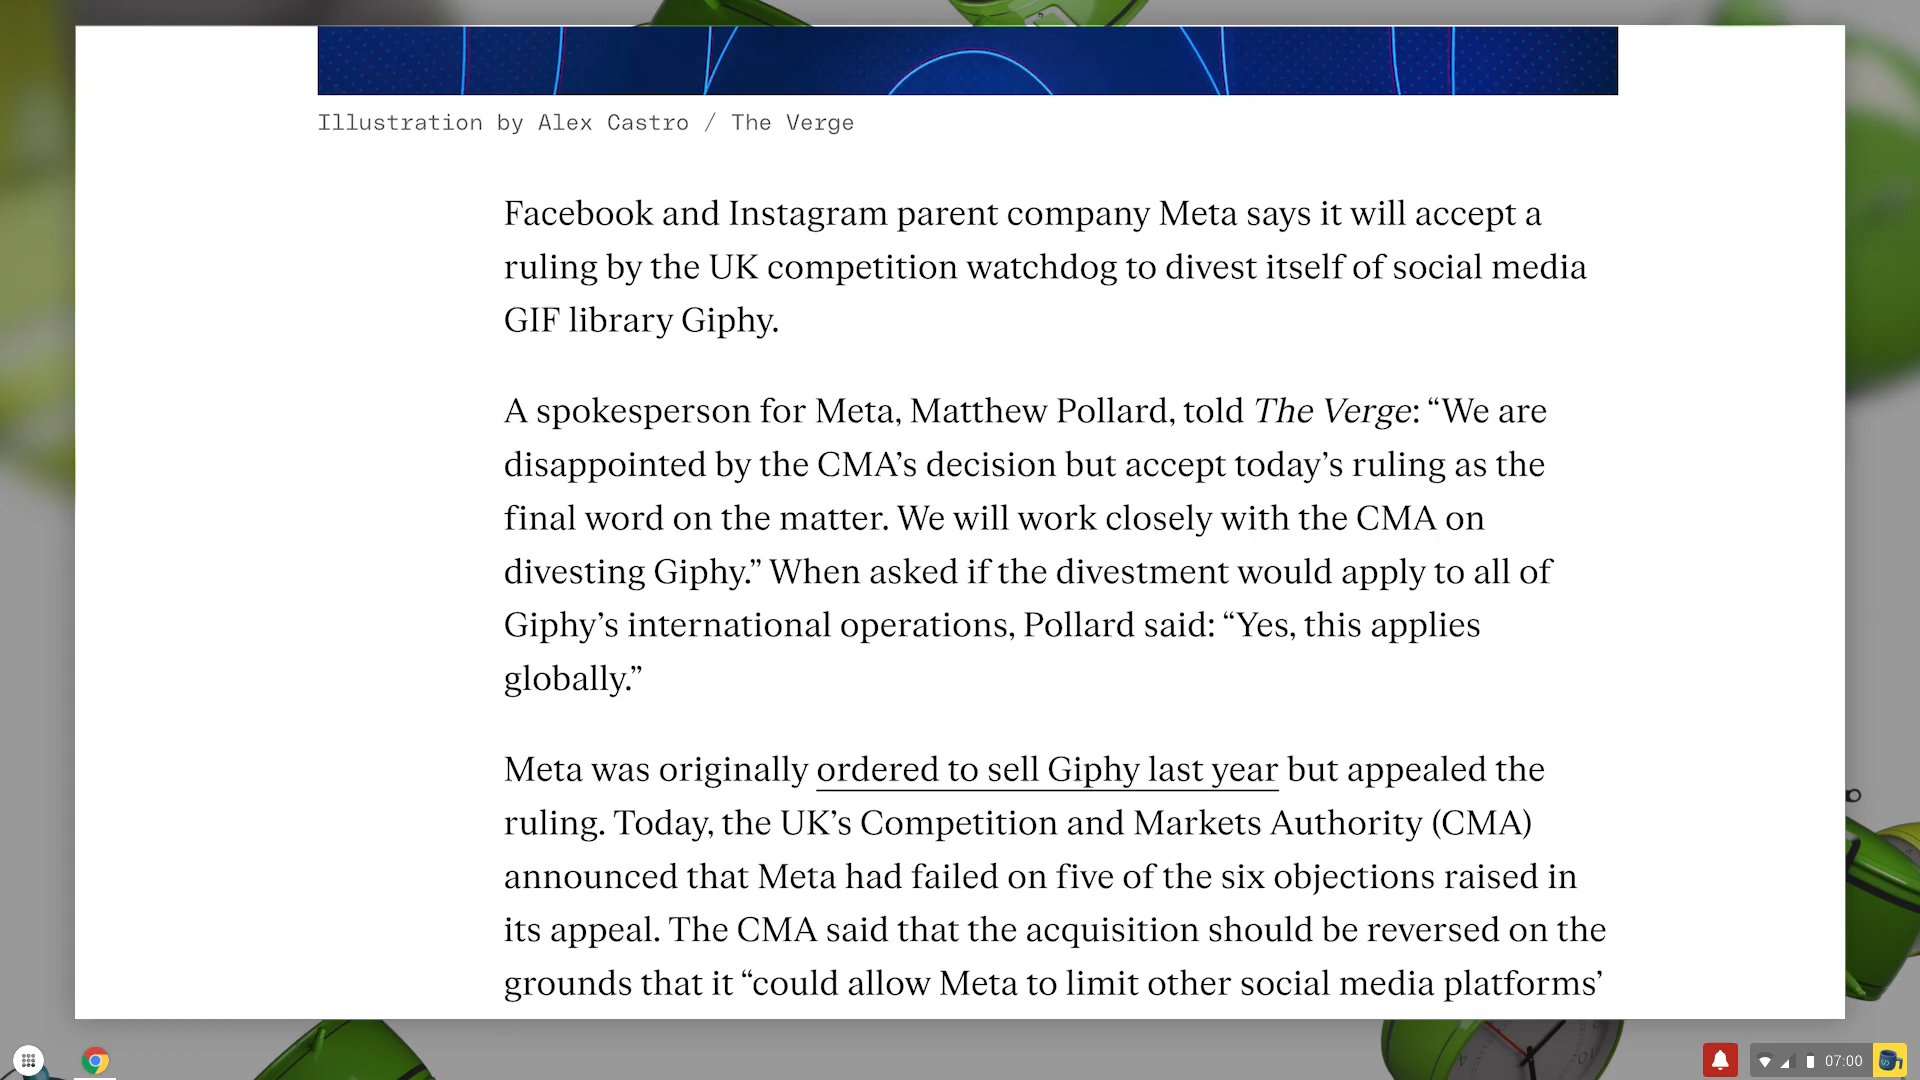 Illustration by Alex Castro / The Verge
Facebook and Instagram parent company Meta says it will accept a
ruling by the UK competition watchdog to divest itself of social media
GIF library Giphy.
A spokesperson for Meta, Matthew Pollard, told The Verge: “We are
disappointed by the CMA’s decision but accept today’s ruling as the
final word on the matter. We will work closely with the CMA on
divesting Giphy.” When asked if the divestment would apply to all of
Giphy’s international operations, Pollard said: “Yes, this applies
globally.”
Meta was originally ordered to sell Giphy last year but appealed the
ruling. Today, the UK’s Competition and Markets Authority (CMA)
announced that Meta had failed on five of the six objections raised in
its appeal. The CMA said that the acquisition should be reversed on the
grounds that it “could allow Meta to limit other social media platforms’
07:00